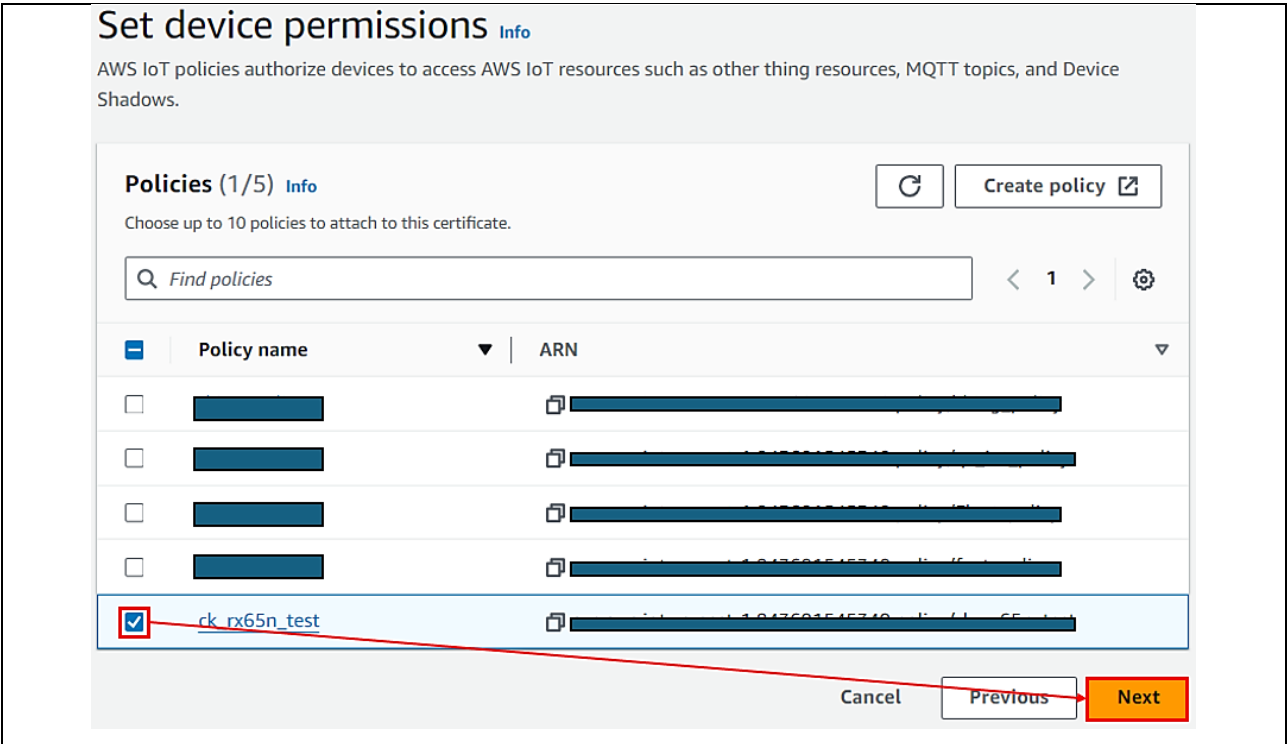 Set device permissions Info
AWS IoT policies authorize devices to access AWS IoT resources such as other thing resources, MQTT topics, and Device
Shadows.
Policies (1/5) Info
Create policy
Choose up to 10 policies to attach to this certificate.
Find policies
1
Policy name
ARN
ck_rx65n_test
Cancel
Previous
Next